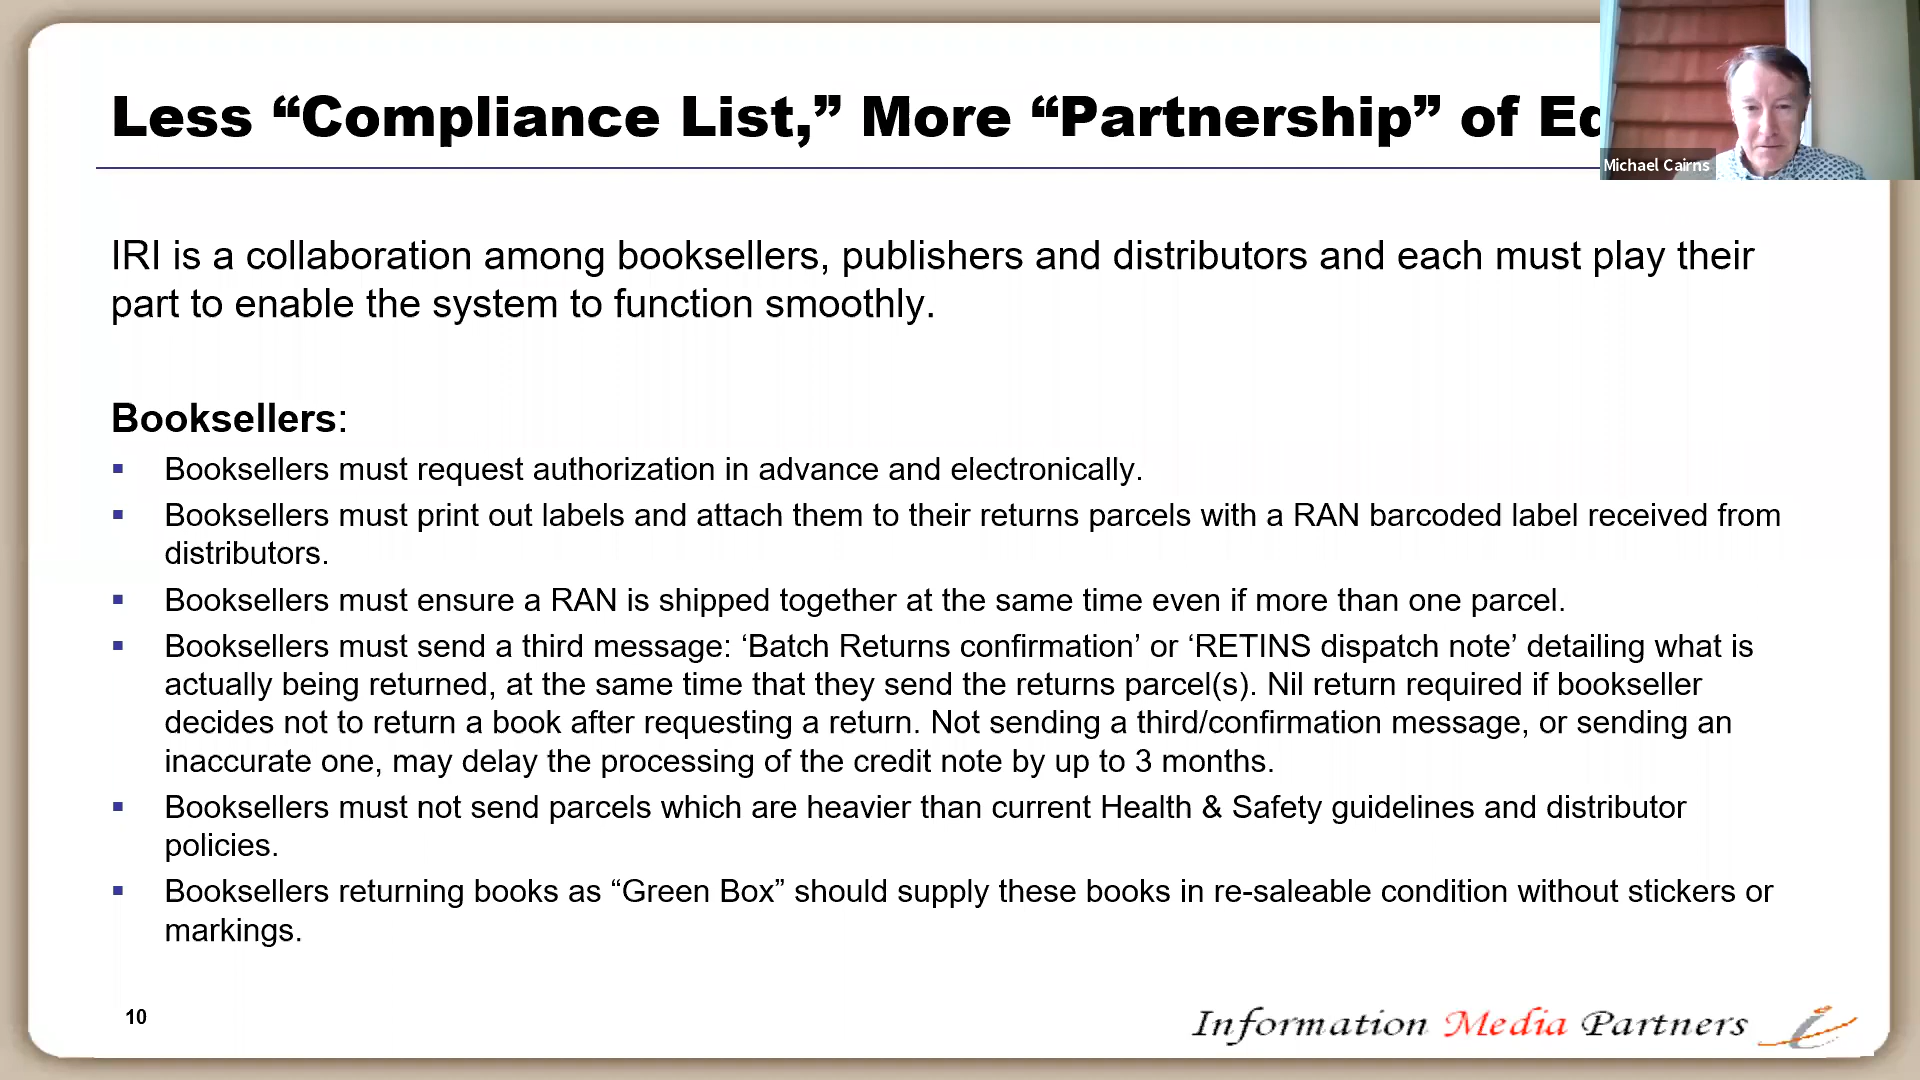 Less “Compliance List,” More “Partnership” of
Michael Cairns
IRI is a collaboration among booksellers, publishers and distributors and each must play their
part to enable the system to function smoothly.
Booksellers:
▪ Booksellers must request authorization in advance and electronically.
▪ Booksellers must print out labels and attach them to their returns parcels with a RAN barcoded label received from
distributors.
▪ Booksellers must ensure a RAN is shipped together at the same time even if more than one parcel.
▪ Booksellers must send a third message: ‘Batch Returns confirmation’ or ‘RETINS dispatch note’ detailing what is
actually being returned, at the same time that they send the returns parcel(s). Nil return required if bookseller
decides not to return a book after requesting a return. Not sending a third/confirmation message, or sending an
inaccurate one, may delay the processing of the credit note by up to 3 months.
▪ Booksellers must not send parcels which are heavier than current Health & Safety guidelines and distributor
policies.
▪ Booksellers returning books as “Green Box” should supply these books in re-saleable condition without stickers or
markings.
10
Information Media Partners